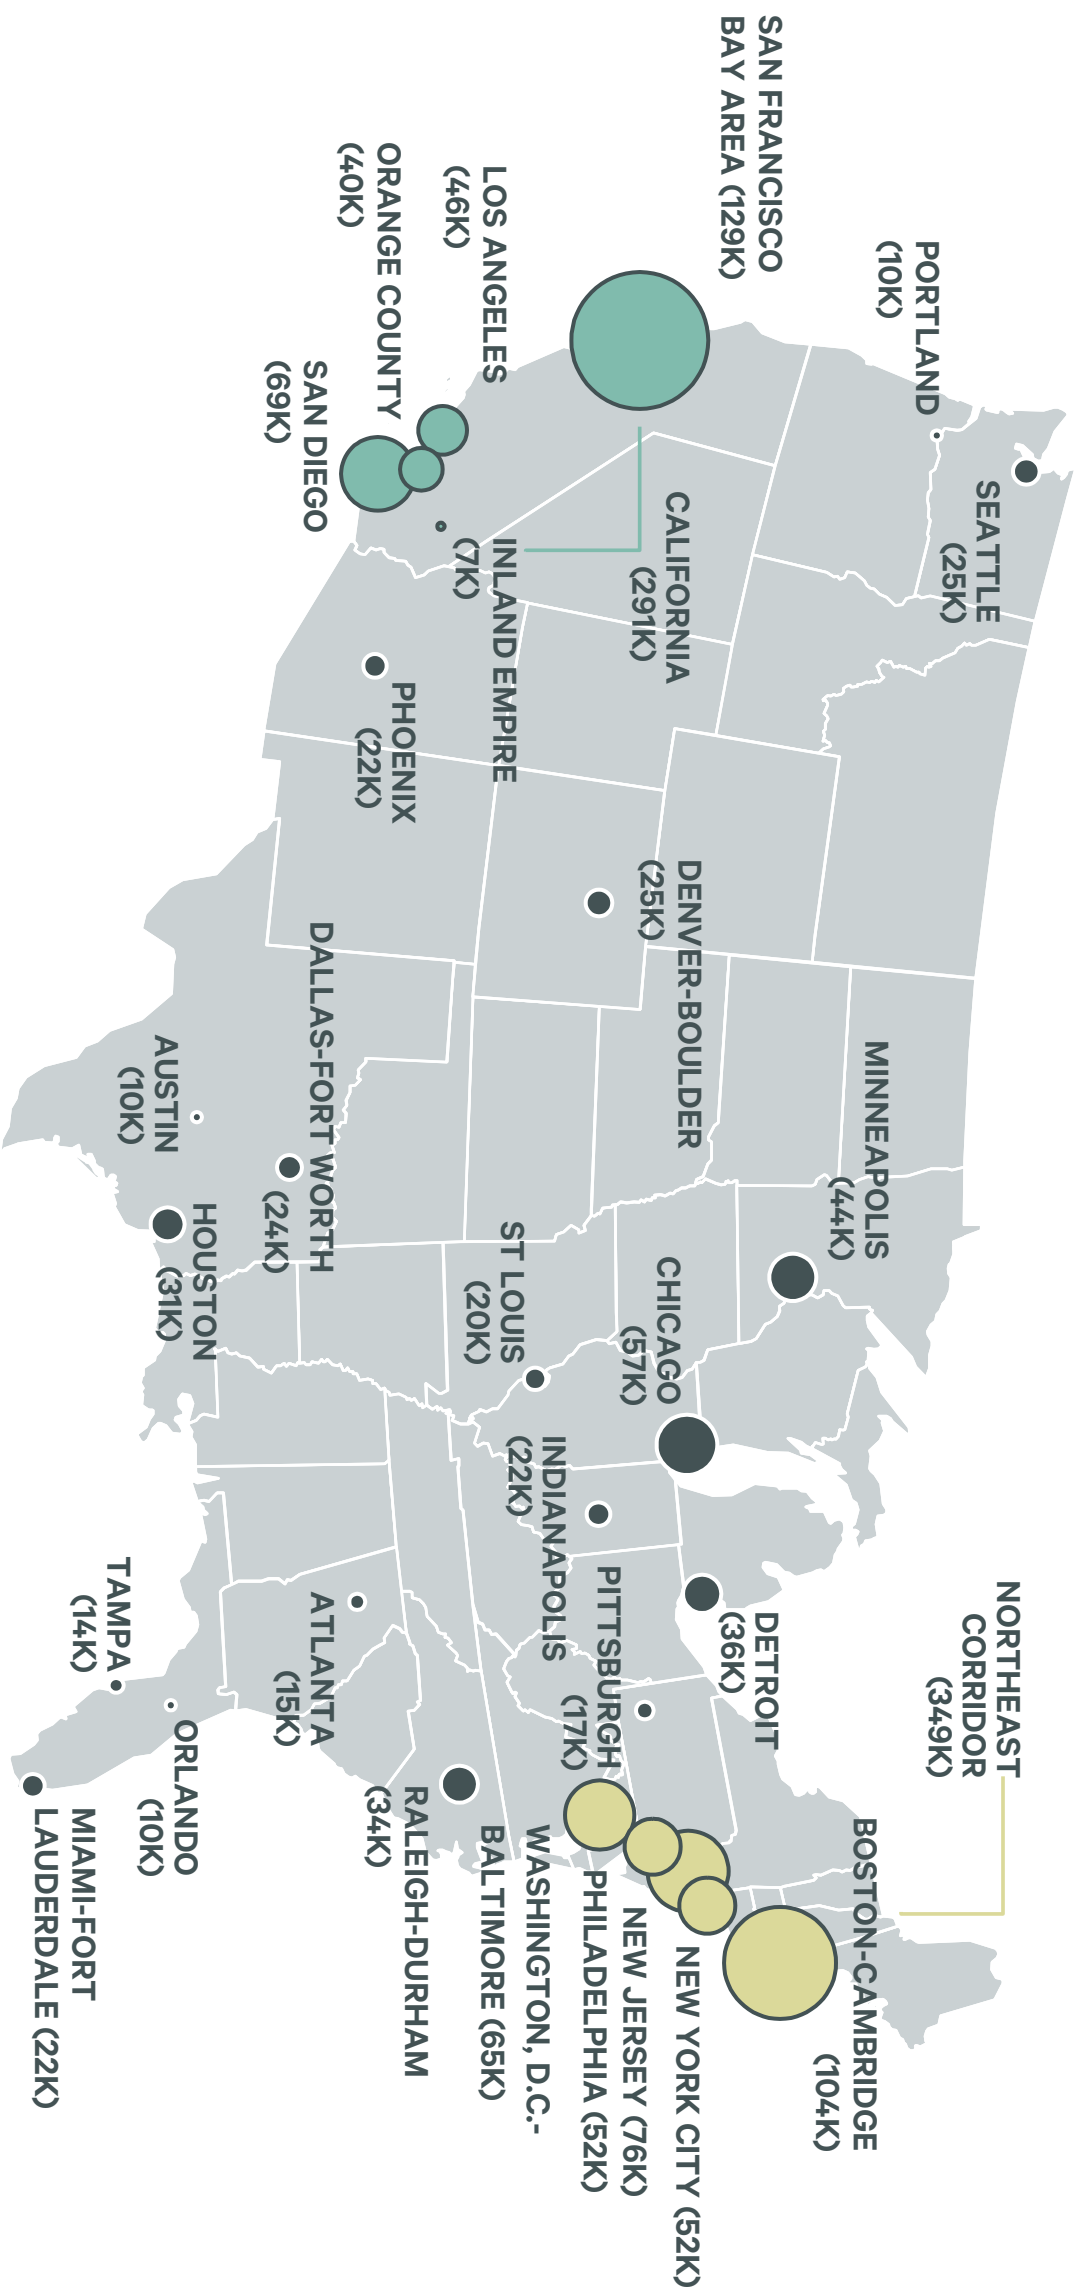 SEATTLE
(25K)
PORTLAND
(10K)
SAN FRANCISCO
BAY AREA (129K)
CALIFORNIA
(291K)
LOS ANGELES
(46K)
ORANGE COUNTY
(40K)
SAN DIEGO
(69K)
INLAND EMPIRE
(7K)
PHOENIX
(22K)
DENVER-BOULDER
(25K)
MINNEAPOLIS
(44K)
DALLAS-FORT WORTH
(24K)
AUSTIN
(10K)
HOUSTON
(31K)
ST LOUIS
(20K)
CHICAGO
(57K)
INDIANAPOLIS
(22K)
DETROIT
(36K)
PITTSBURGH
(17K)
ATLANTA
(15K)
TAMPA
(14K)
ORLANDO
(10K)
MIAMI-FORT
LAUDERDALE (22K)
RALEIGH-DURHAM
(34K)
NORTHEAST
CORRIDOR
(349K)
BOSTON-CAMBRIDGE
(104K)
NEW YORK CITY (52K)
NEW JERSEY (76K)
PHILADELPHIA (52K)
WASHINGTON, D.C.-
BALTIMORE (65K)